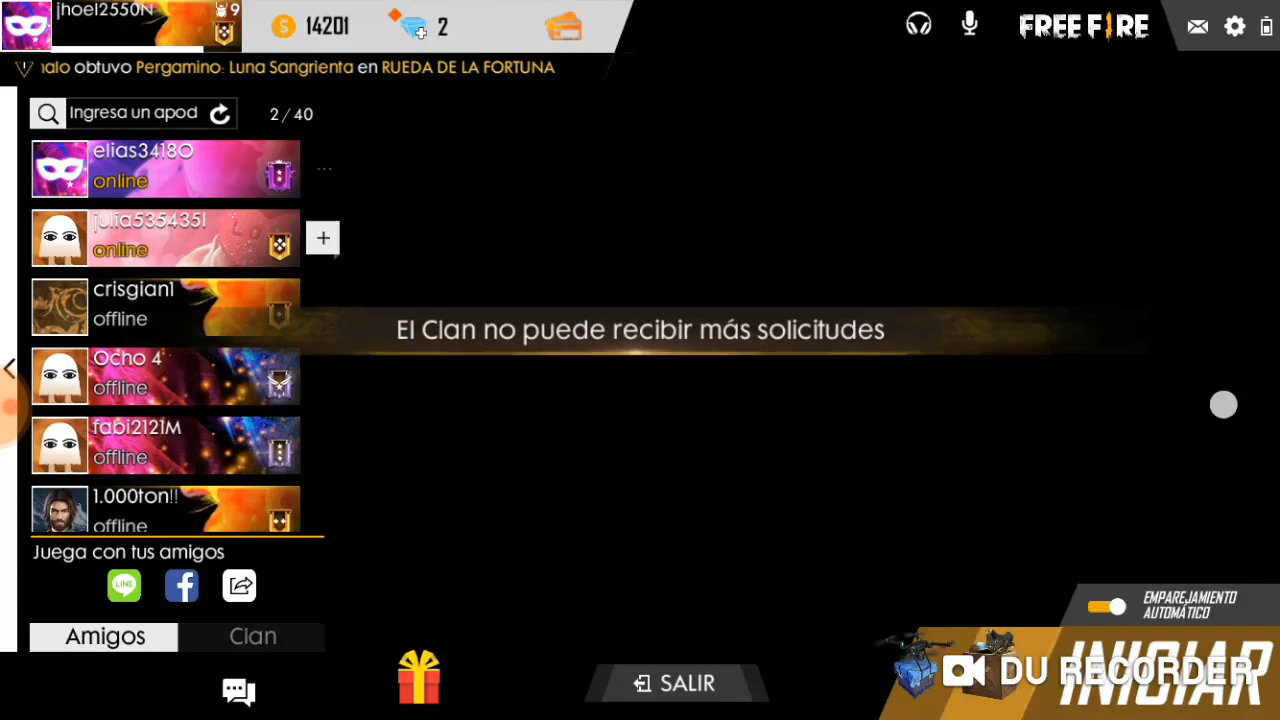 jhoel2550N
9
14201
2
FREE FIRE
malo obtuvo Pergamino: Luna Sangrienta en RUEDA DE LA FORTUNA
Ingresa un apod
2/40
elias34180
online
julia5354351
online
crisgian1
offline
El Clan no puede recibir más solicitudes
Ocho 4
offline
fabi2121M
offline
1.000ton!!
offline
Juega con tus amigos
LINE
Amigos
Clan
EMPAREJAMIENTO
AUTOMÁTICO
SALIR
INICIAR
DU RECORDER